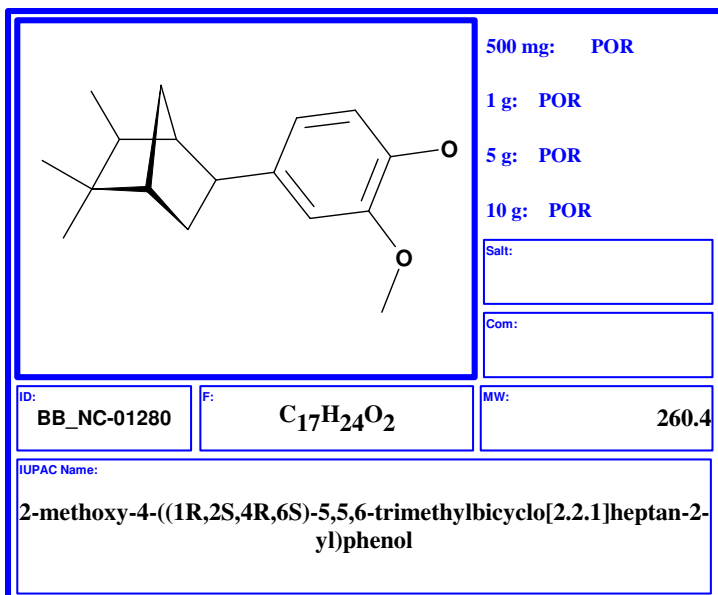 500 mg: POR
1 g: POR
5 g: POR
10 g: POR
O
O
Salt:
Com:
ID:
BB_NC-01280
F:
C17H24O2
MW:
260.4
IUPAC Name:
2-methoxy-4-((1R,2S,4R,6S)-5,5,6-trimethylbicyclo[2.2.1]heptan-2-
yl)phenol